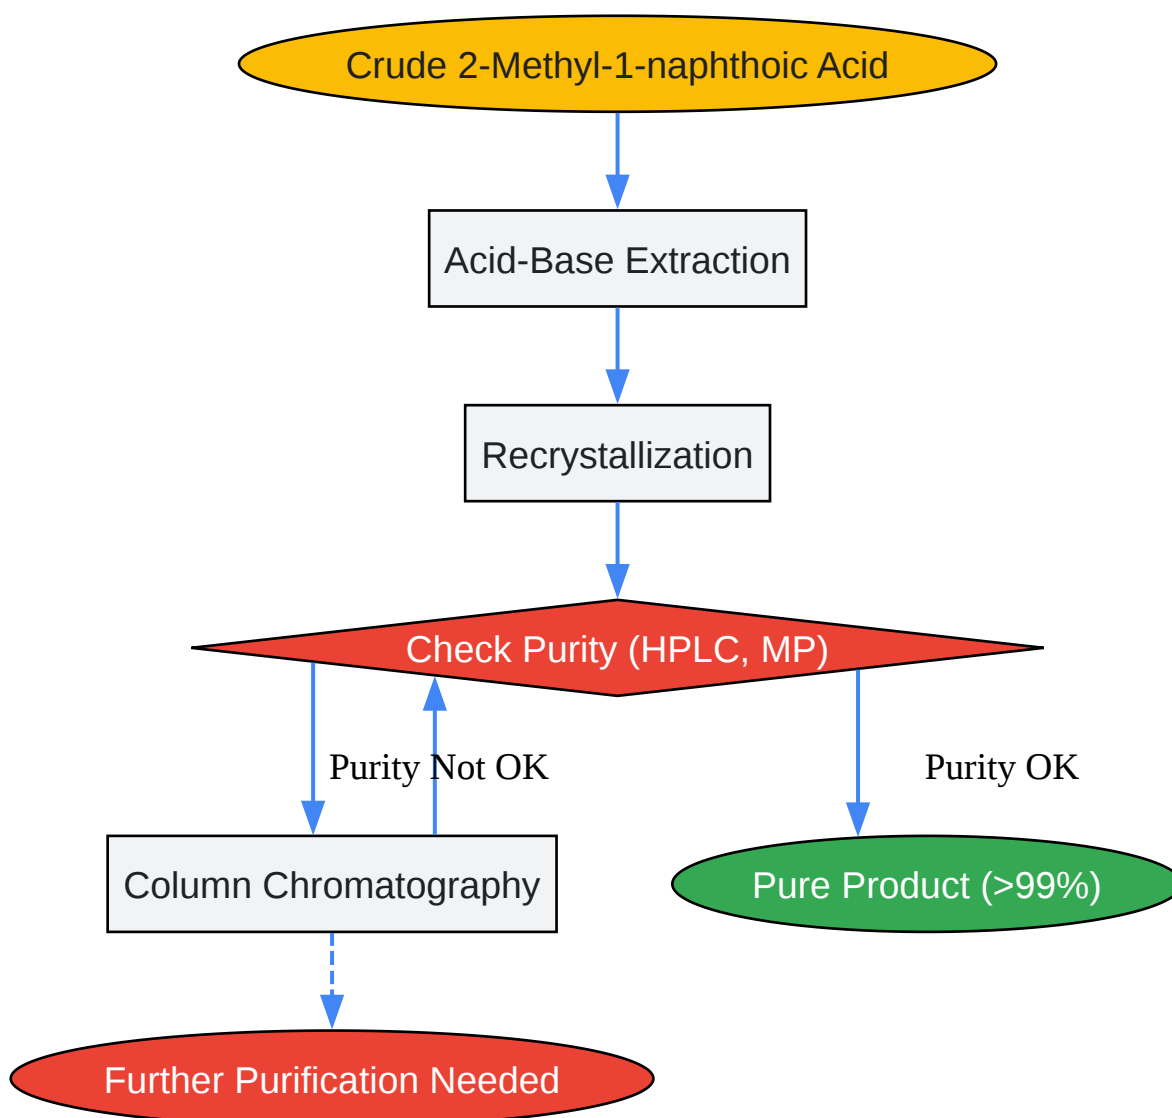 Crude 2-Methyl-1-naphthoic Acid
Acid-Base Extraction
Recrystallization
Check Purity (HPLC, MP)
Purity Not OK
Purity OK
Column Chromatography
Pure Product (>99%)
Further Purification Needed